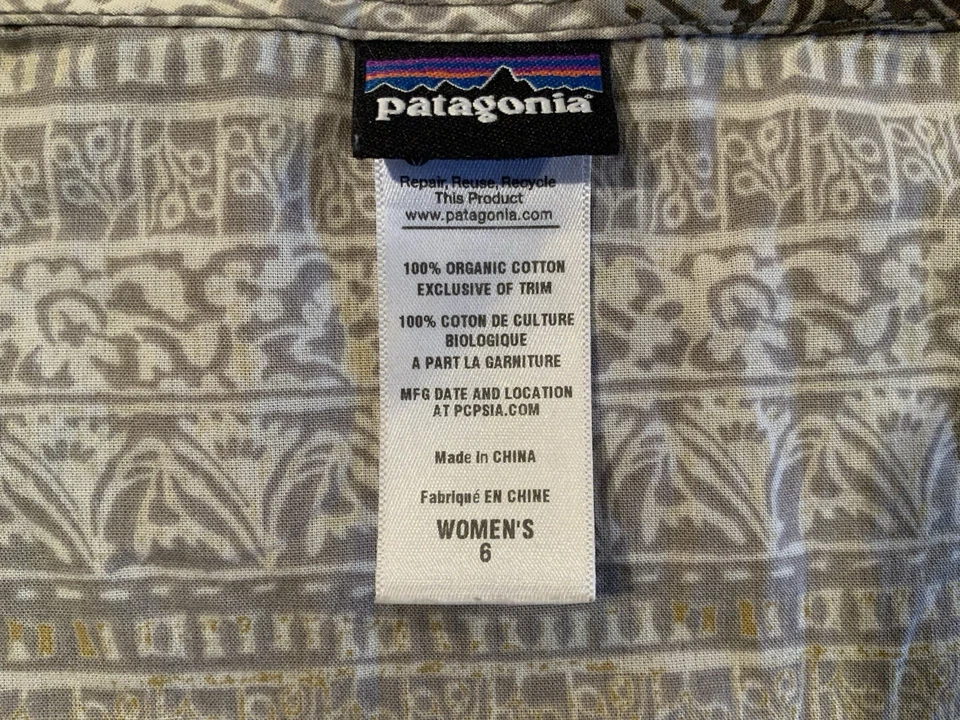 patagonia®
Repair, Reuse, Recycle
This Product
www.patagonia.com
100% ORGANIC COTTON
EXCLUSIVE OF TRIM
100% COTON DE CULTURE
BIOLOGIQUE
A PART LA GARNITURE
MFG DATE AND LOCATION
AT PCPSIA.COM
Made in CHINA
Fabriqué EN CHINE
WOMEN'S
6